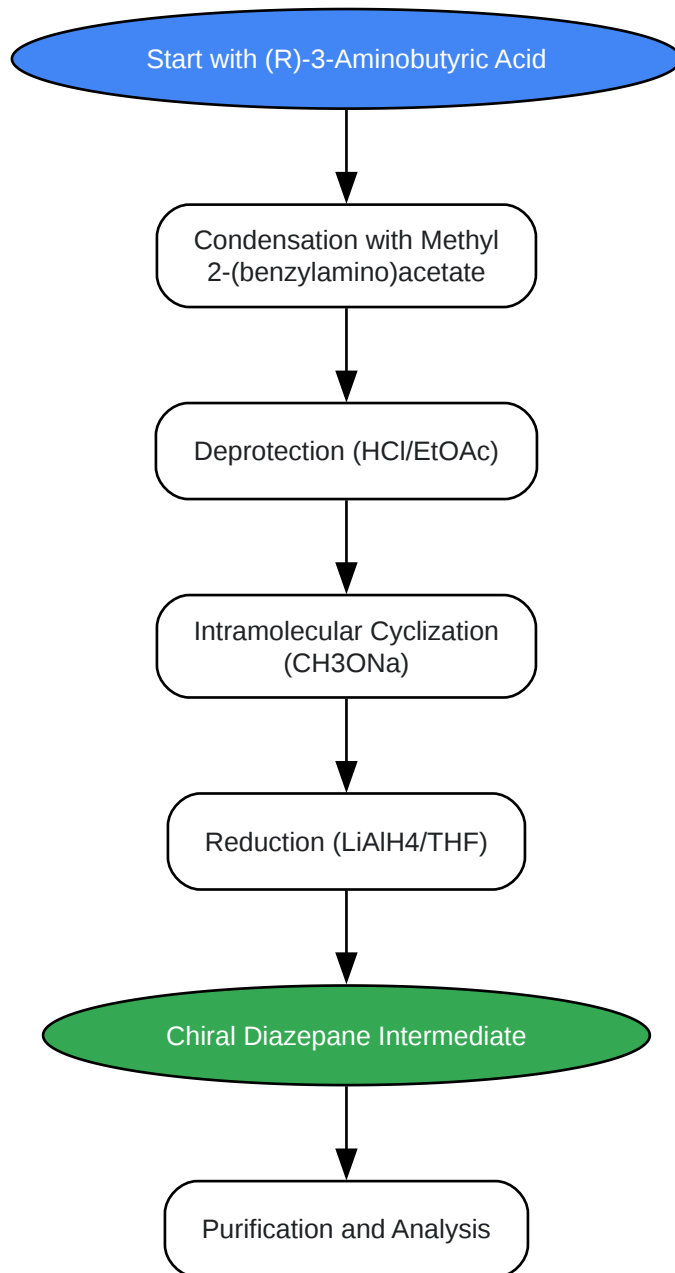 Start with (R)-3-Aminobutyric Acid
Condensation with Methyl
2-(benzylamino)acetate
Deprotection (HCl/EtOAc)
Intramolecular Cyclization
(CH3ONa)
Reduction (LiAlH4/THF)
Chiral Diazepane Intermediate
Purification and Analysis